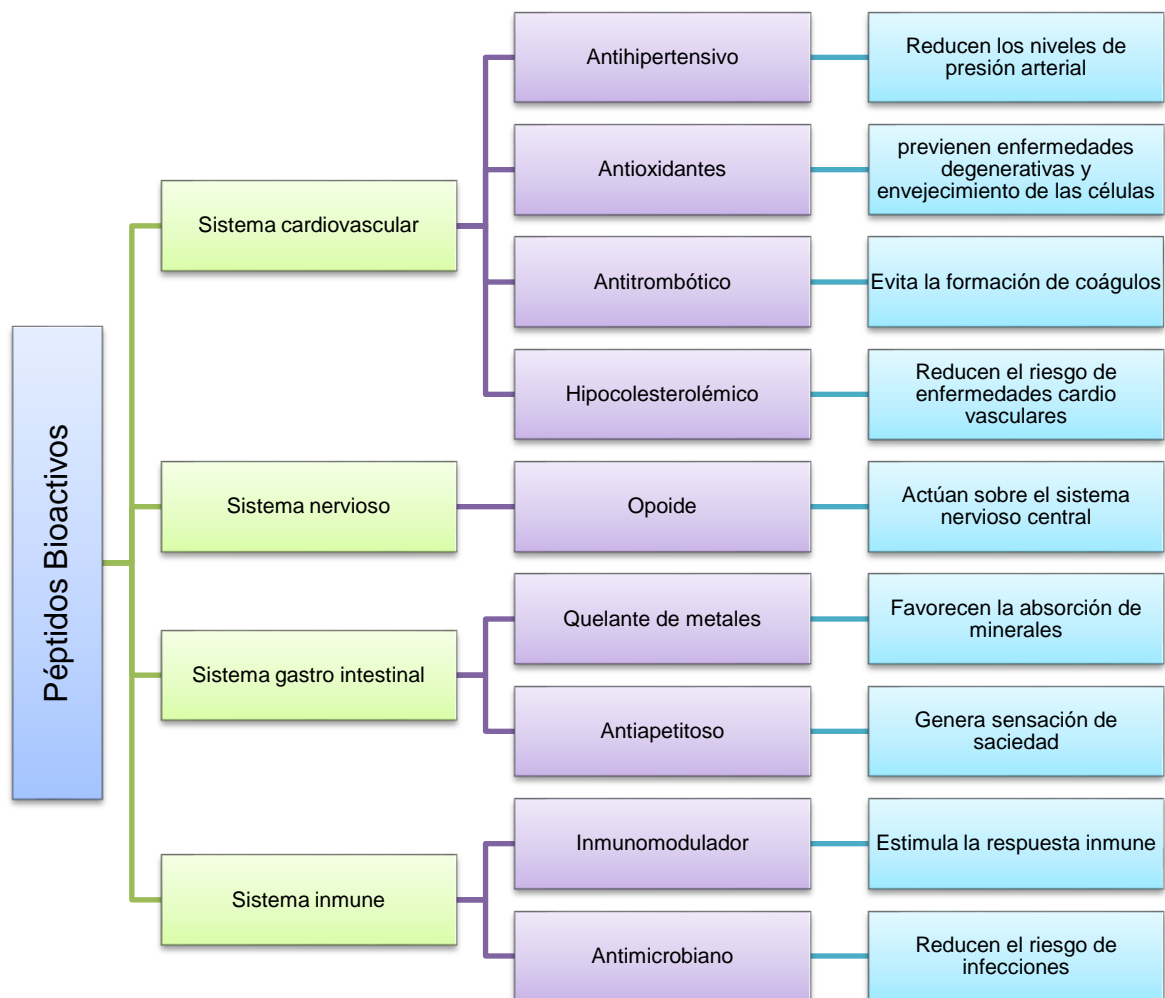 Péptidos Bioactivos
Sistema cardiovascular
Antihipertensivo
Reducen los niveles de
presión arterial
Antioxidantes
previenen enfermedades
degenerativas y
envejecimiento de las células
Antitrombótico
Evita la formación de coágulos
Hipocolesterolémico
Reducen el riesgo de
enfermedades cardio
vasculares
Sistema nervioso
Opoide
Actúan sobre el sistema
nervioso central
Sistema gastro intestinal
Quelante de metales
Favorecen la absorción de
minerales
Antiapetitoso
Genera sensación de
saciedad
Sistema inmune
Inmunomodulador
Estimula la respuesta inmune
Antimicrobiano
Reducen el riesgo de
infecciones